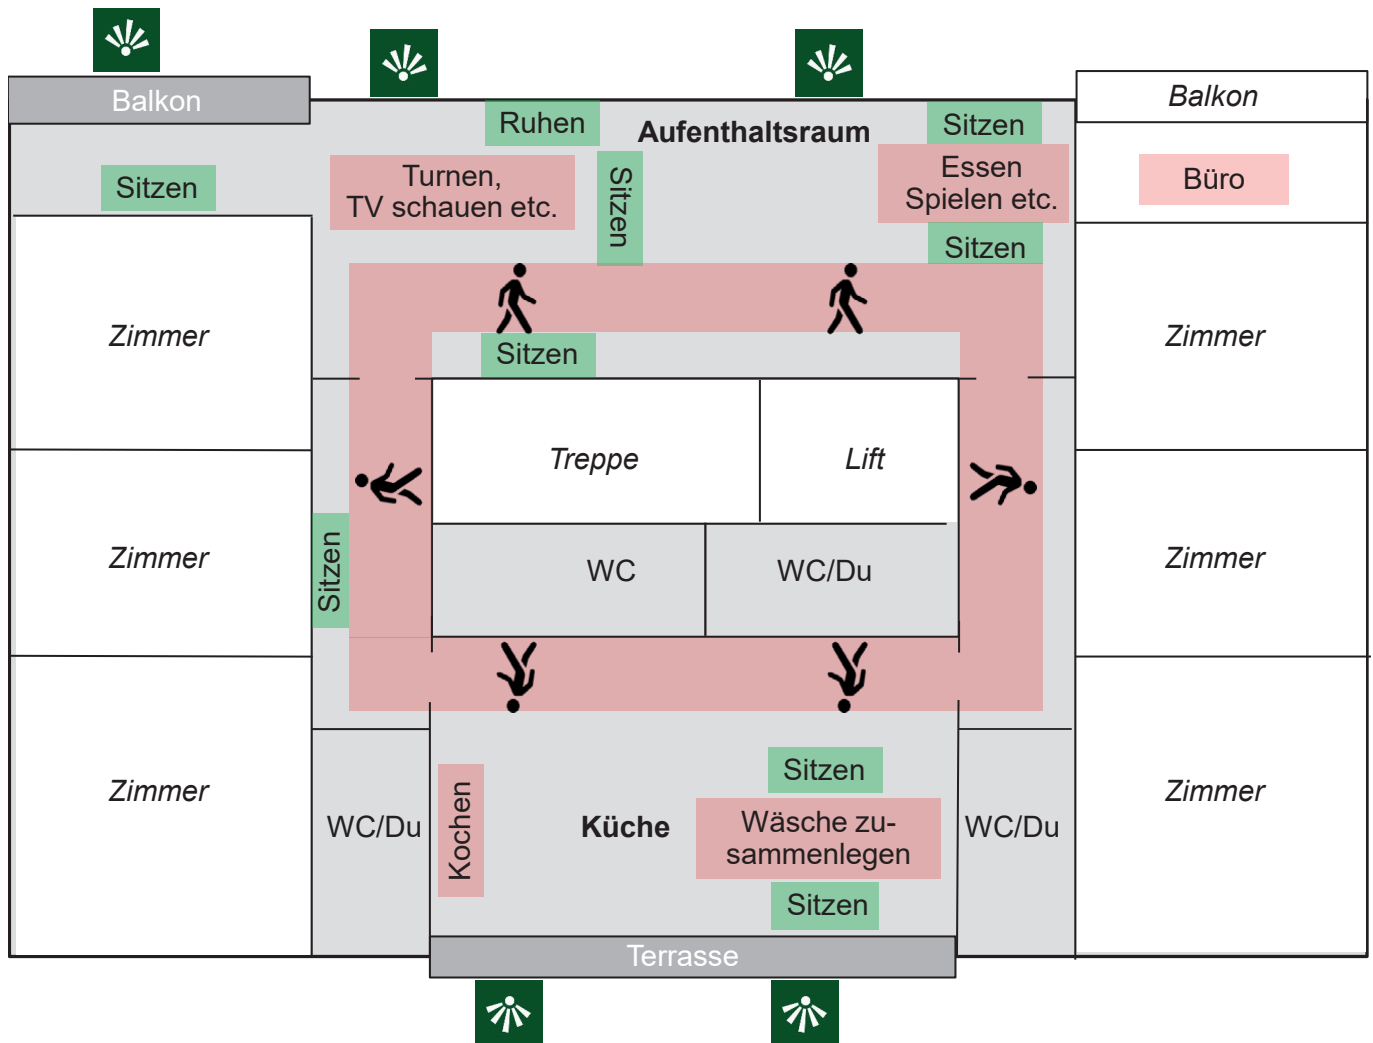 Balkon
Balkon
Ruhen
Aufenthaltsraum
Sitzen
Sitzen
Turnen,
TV schauen etc.
Sitzen
Essen
Spielen etc.
Büro
Sitzen
Zimmer
Sitzen
Zimmer
Treppe
Lift
Zimmer
Sitzen
WC
WC/Du
Zimmer
Zimmer
WC/Du
Kochen
Küche
Sitzen
Wäsche zu-
sammenlegen
Sitzen
WC/Du
Zimmer
Terrasse